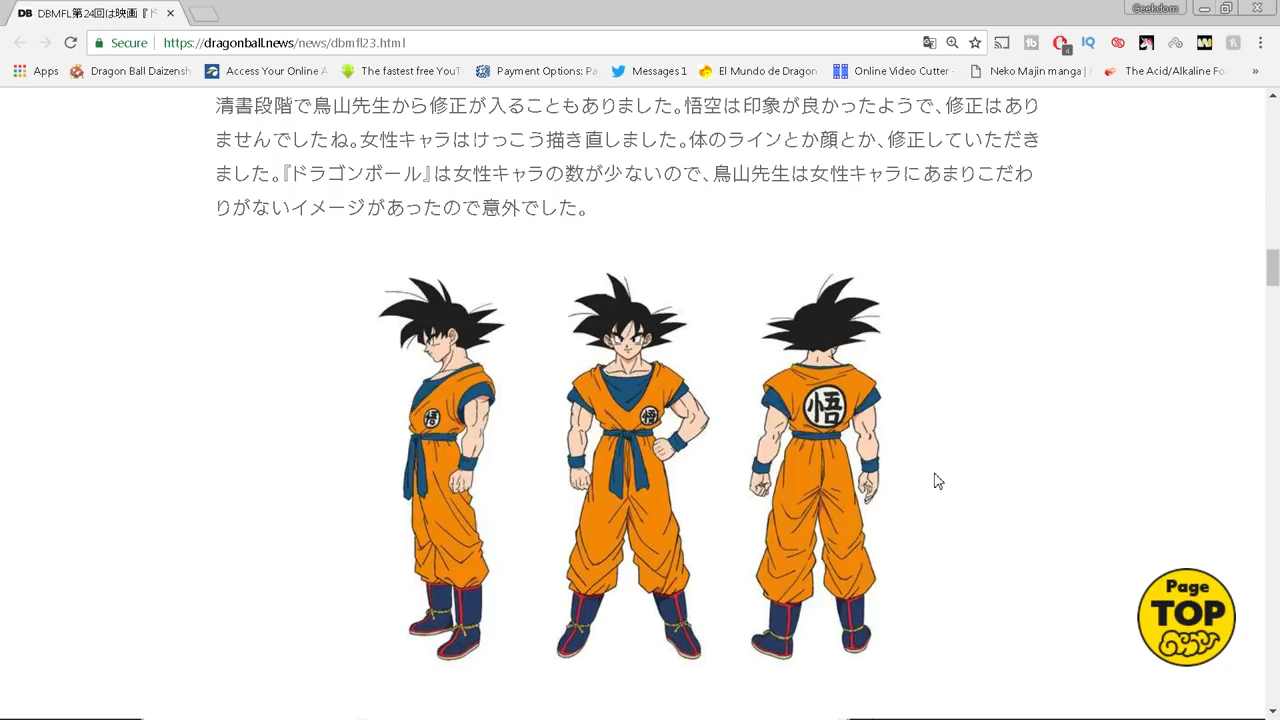 DB DBMFL第24回は映画『ド
Geekdom
Secure https://dragonball.news/news/dbmfl23.html
4 IQ tb W
Apps Dragon Ball Daizensh Access Your Online A The fastest free Payment Options: Pa Messages 1 Mundo de Dragon Online Video Cutter - Neko Majin manga | The Acid/Alkaline Fo »
清書段階で鳥山先生から修正が入ることもありました。悟空は印象が良かったようで、修正はあり
ませんでしたね。女性キャラはけっこう描き直しました。体のラインとか顔とか、修正していただき
ました。『ドラゴンボール』は女性キャラの数が少ないので、鳥山先生は女性キャラにあまりこだわ
りがないイメージがあったので意外でした。
悟 悟 悟
Page
TOP